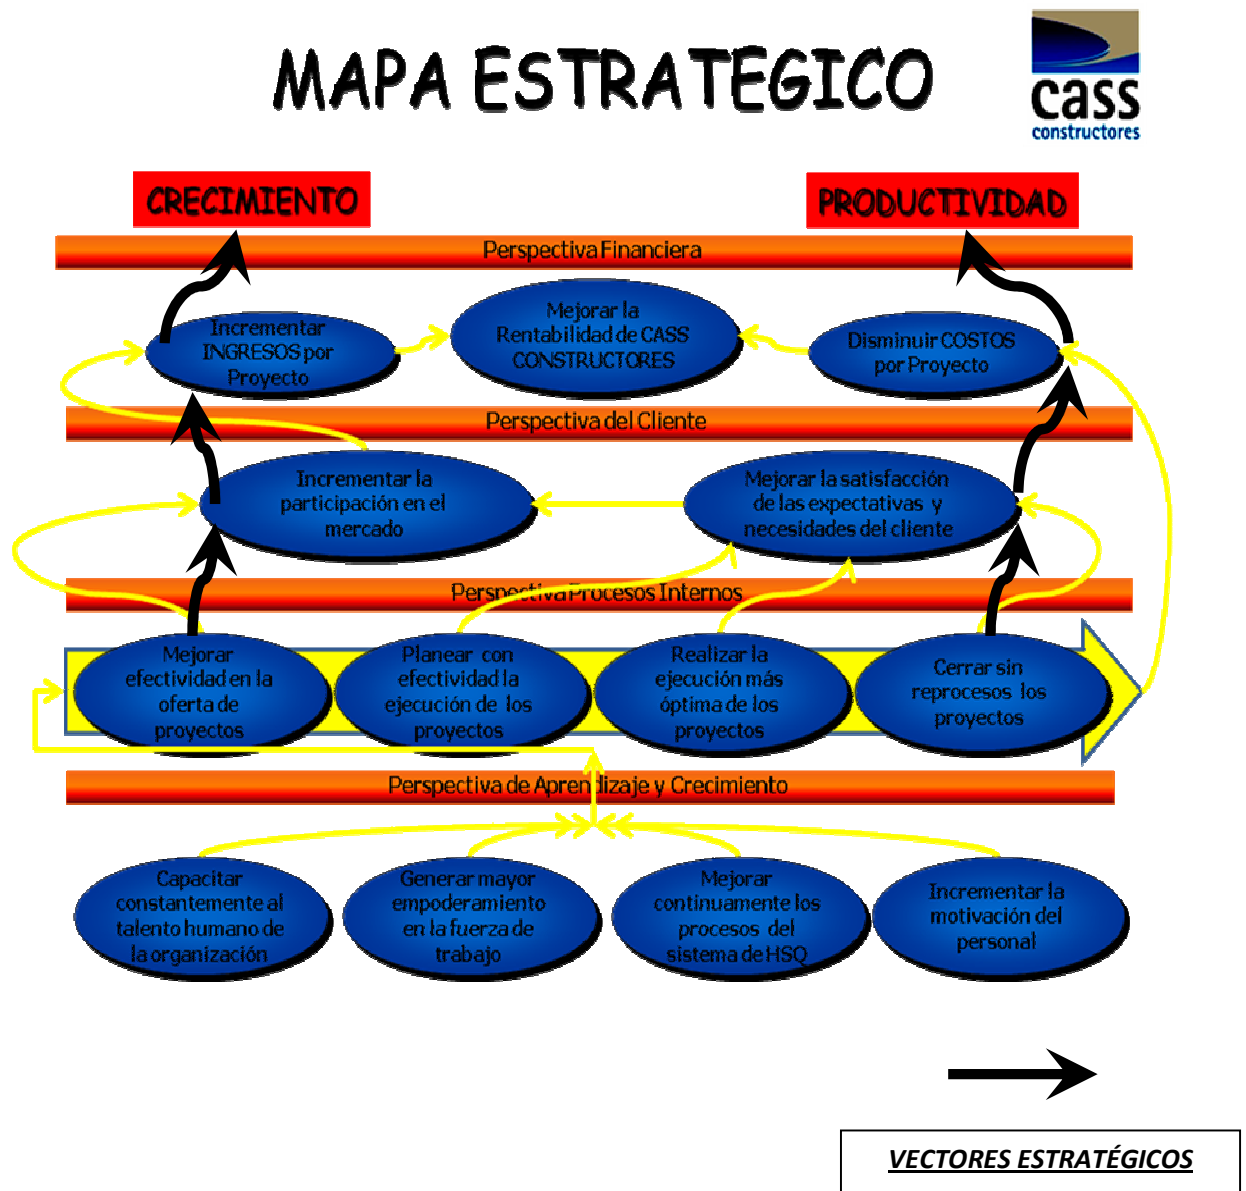 MAPA ESTRATEGICO
cass
constructores
CRECIMIENTO
PRODUCTIVIDAD
Perspectiva Financiera
Incrementar
INGRESOS por
Proyecto
Mejorar la
Rentabilidad de CASS
CONSTRUCTORES
Disminuir COSTOS
por Proyecto
Perspectiva del Cliente
Incrementar la
participación en el
mercado
Mejorar la satisfacción
de las expectativas y
necesidades del cliente
Perspectiva Procesos Internos
Mejorar
efectividad en la
oferta de
proyectos
Planear con
efectividad la
ejecución de los
proyectos
Realizar la
ejecución más
óptima de los
proyectos
Cerrar sin
reprocesos los
proyectos
Perspectiva de Aprendizaje y Crecimiento
Capacitar
constantemente al
talento humano de
la organización
Generar mayor
empoderamiento
en la fuerza de
trabajo
Mejorar
continuamente los
procesos del
sistema de HSQ
Incrementar la
motivación del
personal
VECTORES ESTRATÉGICOS